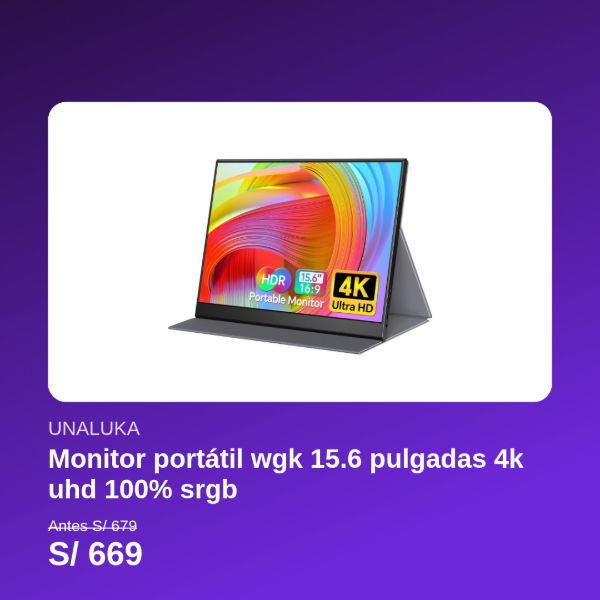 HDR
15.6"
16:9
Portable Monitor
4K
Ultra HD
UNALUKA
Monitor portátil wgk 15.6 pulgadas 4k
uhd 100% srgb
Antes S/ 679
S/ 669